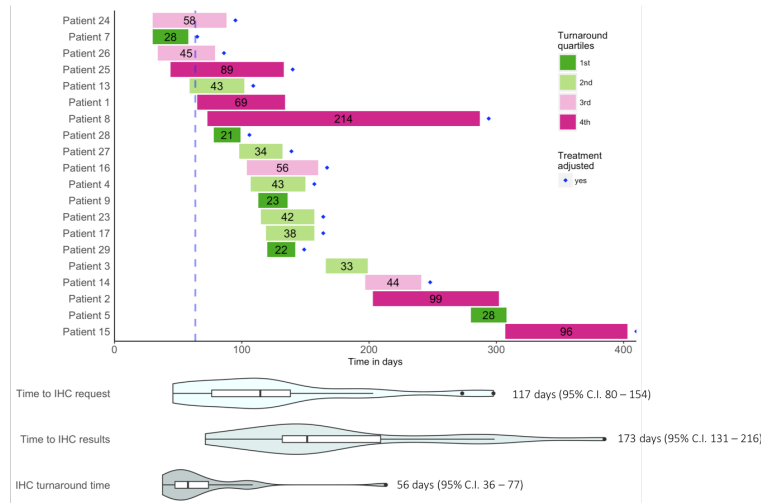 Patient 24
58
Patient 7
28
Patient 26
45
Patient 25
89
Patient 13
43
Patient 1
69
Patient 8
214
Patient 28
21
Patient 27
34
Patient 16
56
Patient 4
43
Patient 9
23
Patient 23
42
Patient 17
38
Patient 29
22
Patient 3
33
Patient 14
44
Patient 2
99
Patient 5
28
Patient 15
96
0 100 200 300 400
Time in days
Turnaround
quartiles
1st
2nd
3rd
4th
Treatment
adjusted
yes
Time to IHC request
117 days (95% C.I. 80 – 154)
Time to IHC results
173 days (95% C.I. 131 – 216)
IHC turnaround time
56 days (95% C.I. 36 – 77)